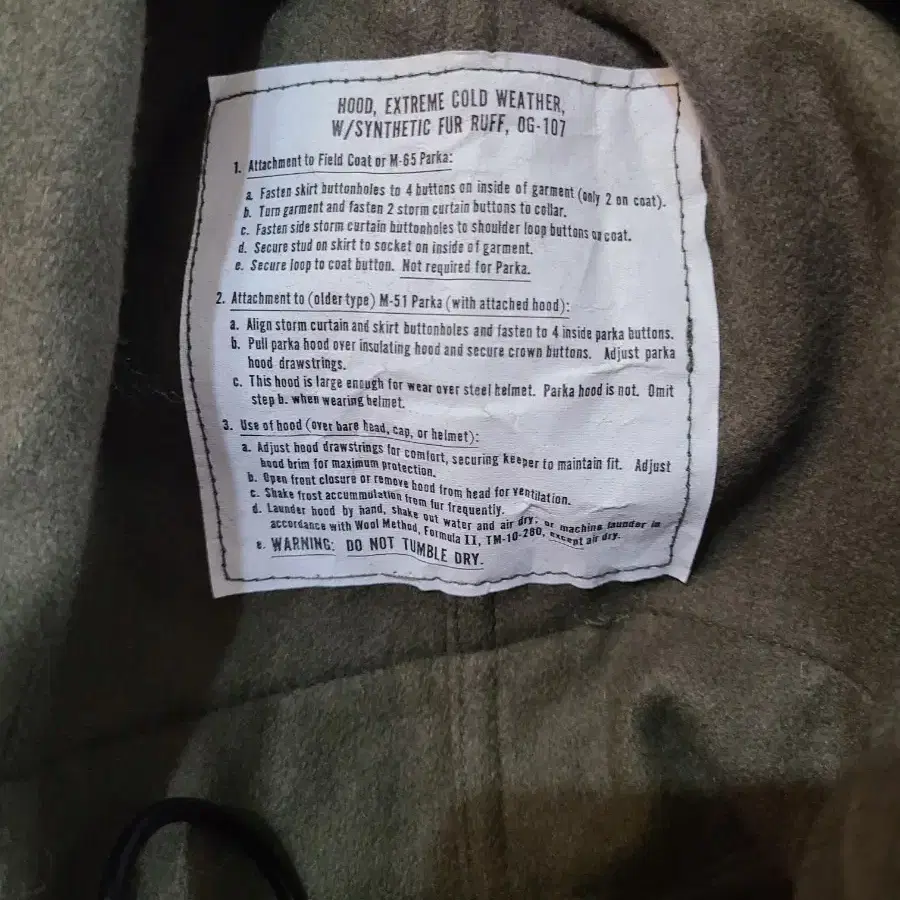 HOOD, EXTREME COLD WEATHER,
W/SYNTHETIC FUR RUFF, OG-107
1. Attachment to Field Coat or M-65 Parka:
a. Fasten skirt buttonholes to 4 buttons on inside of garment (only 2 on coat).
b. Turn garment and fasten 2 storm curtain buttons to collar.
c. Fasten side storm curtain buttonholes to shoulder loop buttons on coat.
d. Secure stud on skirt to socket on inside of garment.
e. Secure loop to coat button. Not required for Parka.
2. Attachment to (older type) M-51 Parka (with attached hood):
a. Align storm curtain and skirt buttonholes and fasten to 4 inside parka buttons.
b. Pull parka hood over insulating hood and secure crown buttons. Adjust parka
hood drawstrings.
c. This hood is large enough for wear over steel helmet. Parka hood is not. Omit
step b. when wearing helmet.
3. Use of hood (over bare head, cap, or helmet):
a. Adjust hood drawstrings for comfort, securing keeper to maintain fit. Adjust
hood brim for maximum protection.
b. Open front closure or remove hood from head for ventilation.
c. Shake frost accummulation from fur frequently.
d. Launder hood by hand, shake out water and air dry; or machine launder in
accordance with Wool Method, Formula II, TM-10-280, except air dry.
e. WARNING: DO NOT TUMBLE DRY.